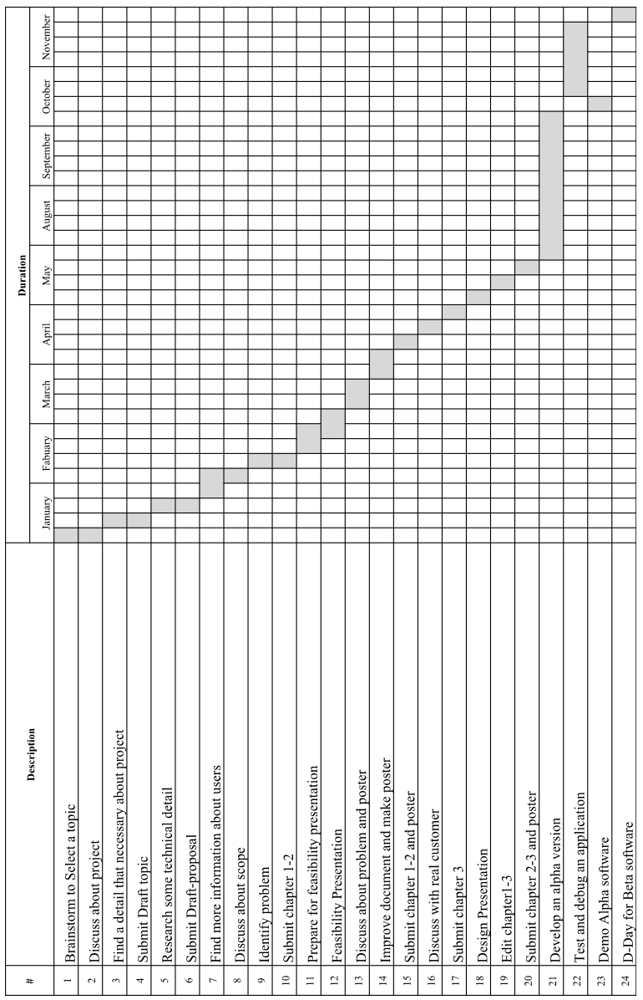 #
Description
Duration
January
Fabuary
March
April
May
August
September
October
November
1 Brainstorm to Select a topic
2 Discuss about project
3 Find a detail that necessary about project
4 Submit Draft topic
5 Research some technical detail
6 Submit Draft-proposal
7 Find more information about users
8 Discuss about scope
9 Identify problem
10 Submit chapter 1-2
11 Prepare for feasibility presentation
12 Feasibility Presentation
13 Discuss about problem and poster
14 Improve document and make poster
15 Submit chapter 1-2 and poster
16 Discuss with real customer
17 Submit chapter 3
18 Design Presentation
19 Edit chapter1-3
20 Submit chapter 2-3 and poster
21 Develop an alpha version
22 Test and debug an application
23 Demo Alpha software
24 D-Day for Beta software